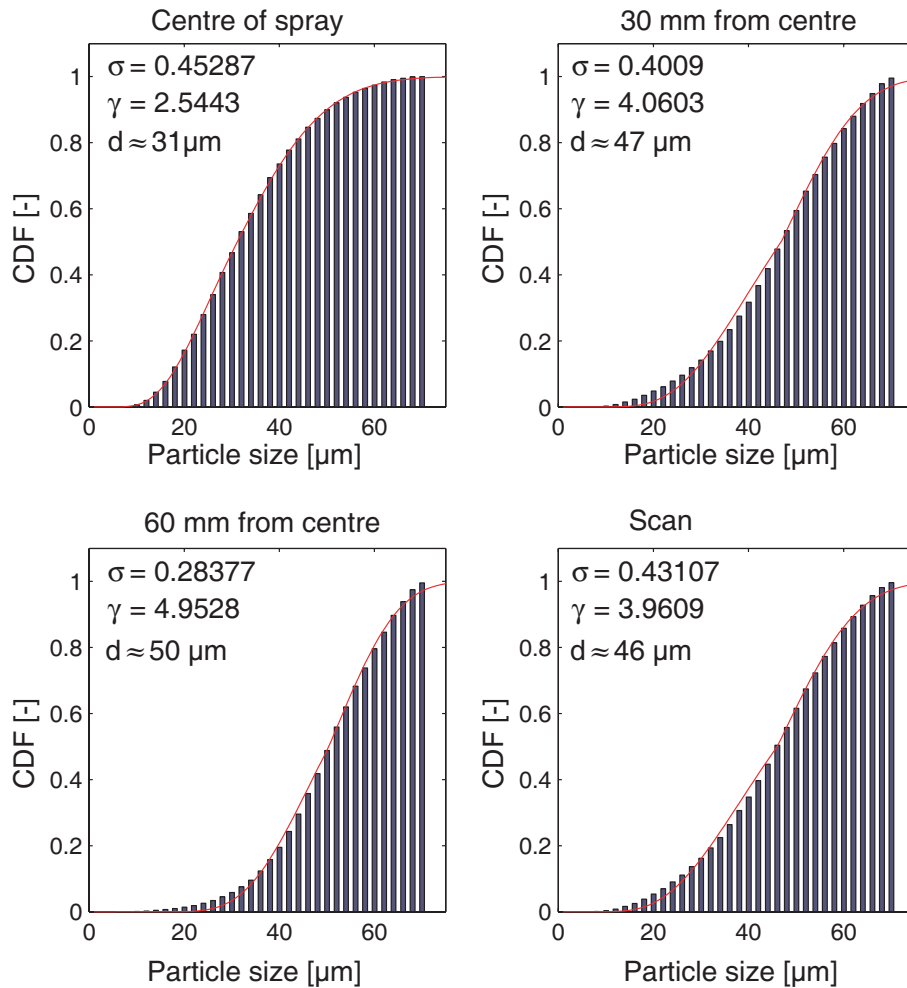 Centre of spray
σ = 0.45287
γ = 2.5443
d ≈ 31µm
1
0.8
0.6
0.4
0.2
0
CDF [-]
0 20 40 60
Particle size [µm]
30 mm from centre
σ = 0.4009
γ = 4.0603
d ≈ 47 µm
1
0.8
0.6
0.4
0.2
0
CDF [-]
0 20 40 60
Particle size [µm]
60 mm from centre
σ = 0.28377
γ = 4.9528
d ≈ 50 µm
1
0.8
0.6
0.4
0.2
0
CDF [-]
0 20 40 60
Particle size [µm]
Scan
σ = 0.43107
γ = 3.9609
d ≈ 46 µm
1
0.8
0.6
0.4
0.2
0
CDF [-]
0 20 40 60
Particle size [µm]